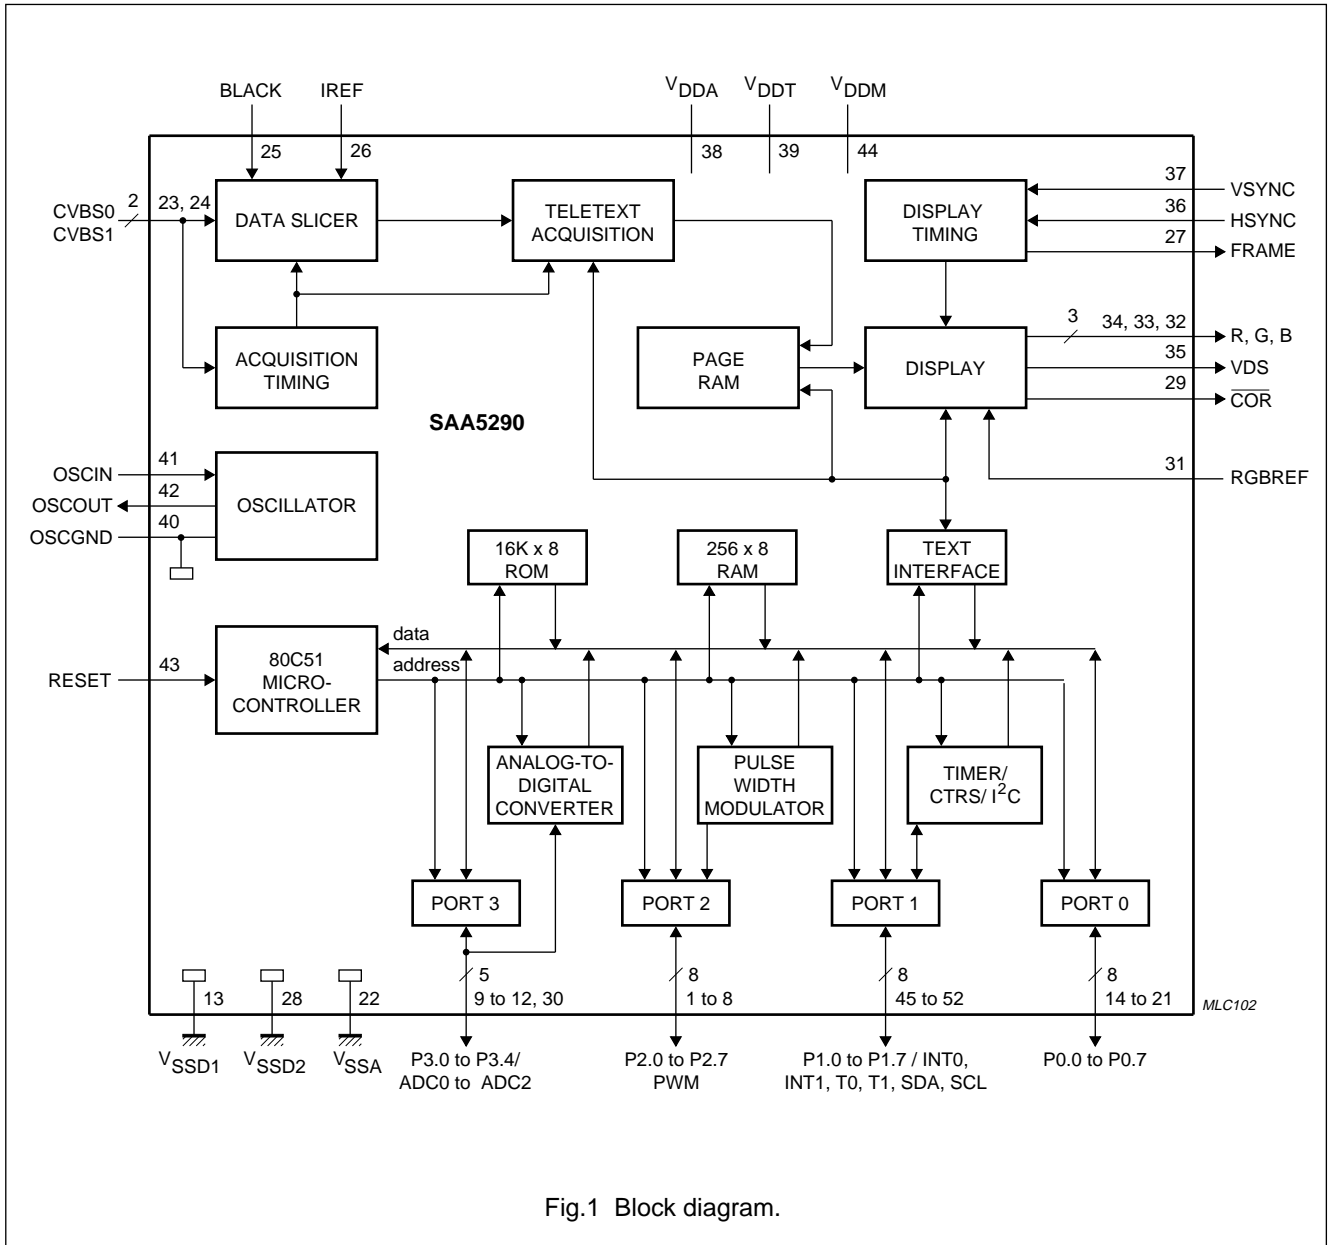 BLACK
IREF
VDDA
VDDT
VDDM
25
26
38
39
44
CVBS0
CVBS1
2
23, 24
DATA SLICER
TELETEXT
ACQUISITION
DISPLAY
TIMING
37
VSYNC
36
HSYNC
27
FRAME
ACQUISITION
TIMING
PAGE
RAM
DISPLAY
3
34, 33, 32
R, G, B
35
VDS
29
COR
SAA5290
31
RGBREF
OSCIN
41
OSCOUT
42
OSCGND
40
OSCILLATOR
16K x 8
ROM
256 x 8
RAM
TEXT
INTERFACE
RESET
43
80C51
MICRO-
CONTROLLER
data
address
ANALOG-TO-
DIGITAL
CONVERTER
PULSE
WIDTH
MODULATOR
TIMER/
CTRS/ I²C
PORT 3
PORT 2
PORT 1
PORT 0
13
28
22
5
9 to 12, 30
8
1 to 8
8
45 to 52
8
14 to 21
MLC102
VSSD1
VSSD2
VSSA
P3.0 to P3.4/
ADC0 to ADC2
P2.0 to P2.7
PWM
P1.0 to P1.7 / INT0,
INT1, T0, T1, SDA, SCL
P0.0 to P0.7
Fig.1 Block diagram.